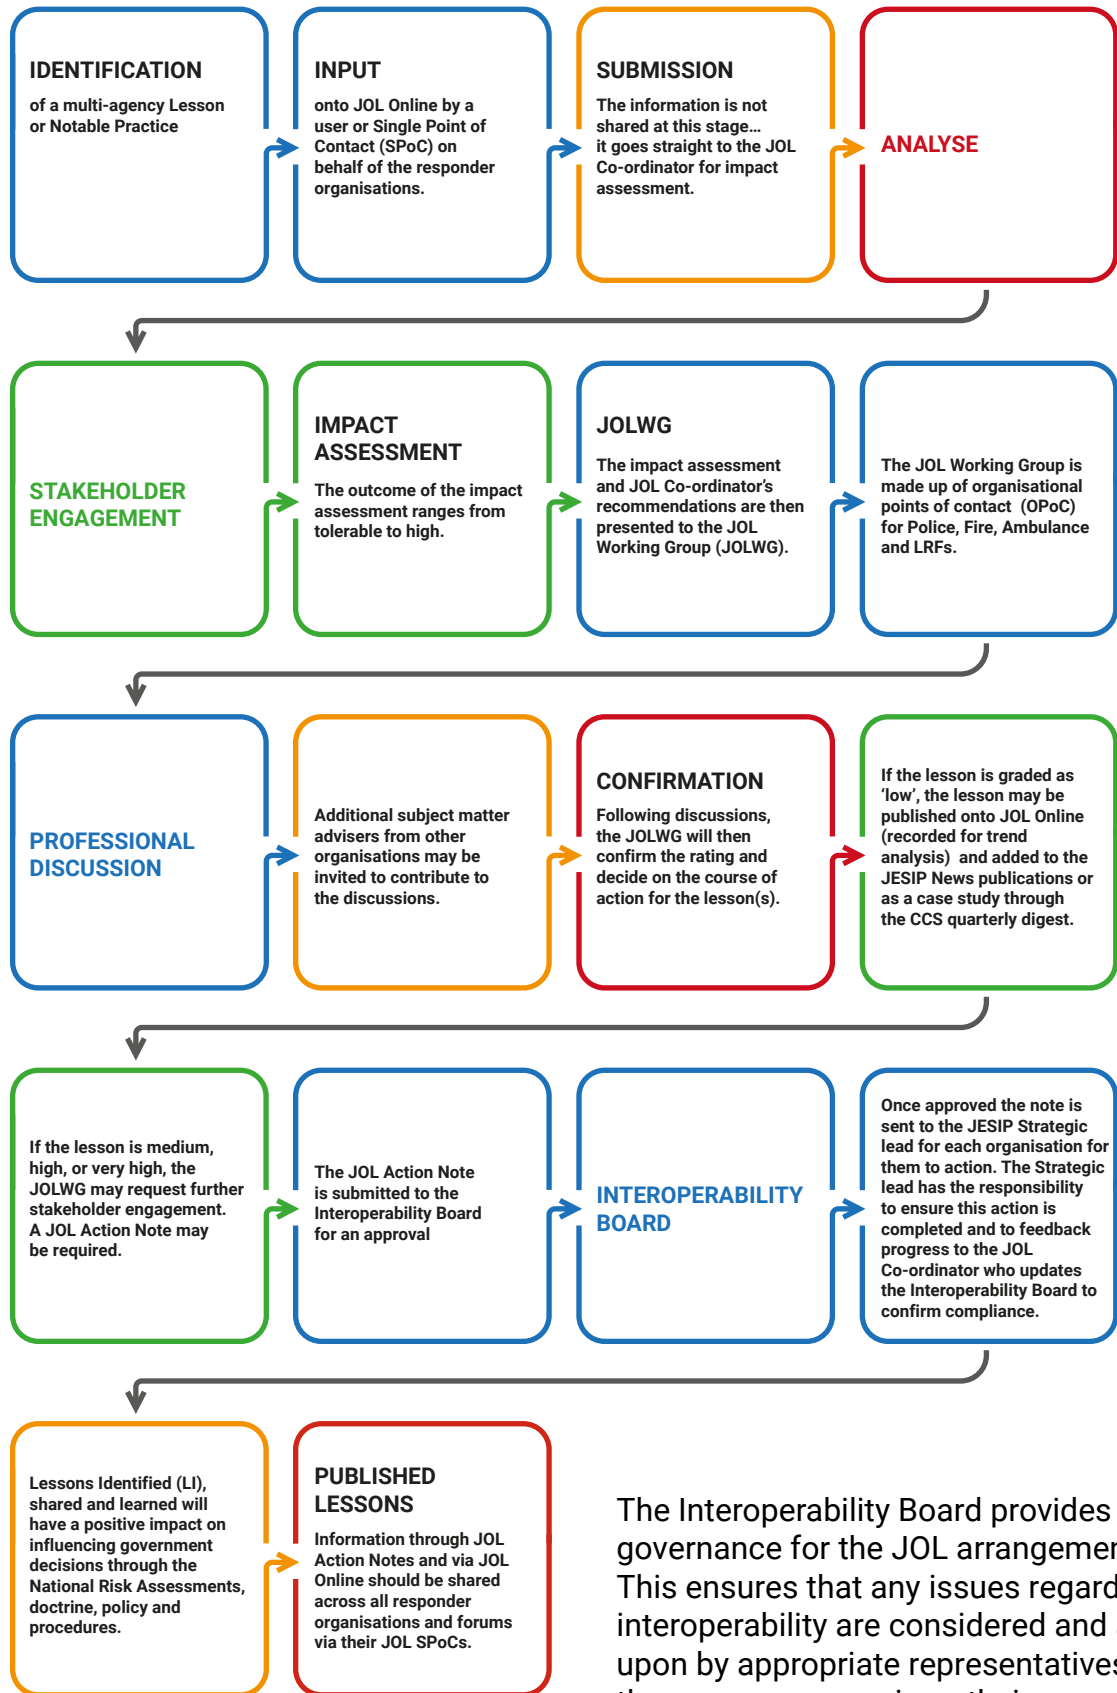 IDENTIFICATION
of a multi-agency Lesson
or Notable Practice
INPUT
onto JOL Online by a
user or Single Point of
Contact (SPoC) on
behalf of the responder
organisations.
SUBMISSION
The information is not
shared at this stage…
it goes straight to the JOL
Co-ordinator for impact
assessment.
ANALYSE
STAKEHOLDER
ENGAGEMENT
IMPACT
ASSESSMENT
The outcome of the impact
assessment ranges from
tolerable to high.
JOLWG
The impact assessment
and JOL Co-ordinator's
recommendations are then
presented to the JOL
Working Group (JOLWG).
The JOL Working Group is
made up of organisational
points of contact (OPoC)
for Police, Fire, Ambulance
and LRFs.
PROFESSIONAL
DISCUSSION
Additional subject matter
advisers from other
organisations may be
invited to contribute to
the discussions.
CONFIRMATION
Following discussions,
the JOLWG will then
confirm the rating and
decide on the course of
action for the lesson(s).
If the lesson is graded as
'low', the lesson may be
published onto JOL Online
(recorded for trend
analysis) and added to the
JESIP News publications or
as a case study through
the CCS quarterly digest.
If the lesson is medium,
high, or very high, the
JOLWG may request further
stakeholder engagement.
A JOL Action Note may
be required.
The JOL Action Note
is submitted to the
Interoperability Board
for an approval
INTEROPERABILITY
BOARD
Once approved the note is
sent to the JESIP Strategic
lead for each organisation for
them to action. The Strategic
lead has the responsibility
to ensure this action is
completed and to feedback
progress to the JOL
Co-ordinator who updates
the Interoperability Board to
confirm compliance.
Lessons Identified (LI),
shared and learned will
have a positive impact on
influencing government
decisions through the
National Risk Assessments,
doctrine, policy and
procedures.
PUBLISHED
LESSONS
Information through JOL
Action Notes and via JOL
Online should be shared
across all responder
organisations and forums
via their JOL SPoCs.
The Interoperability Board provides
governance for the JOL
This ensures that any issues
interoperability are considered and
upon by appropriate